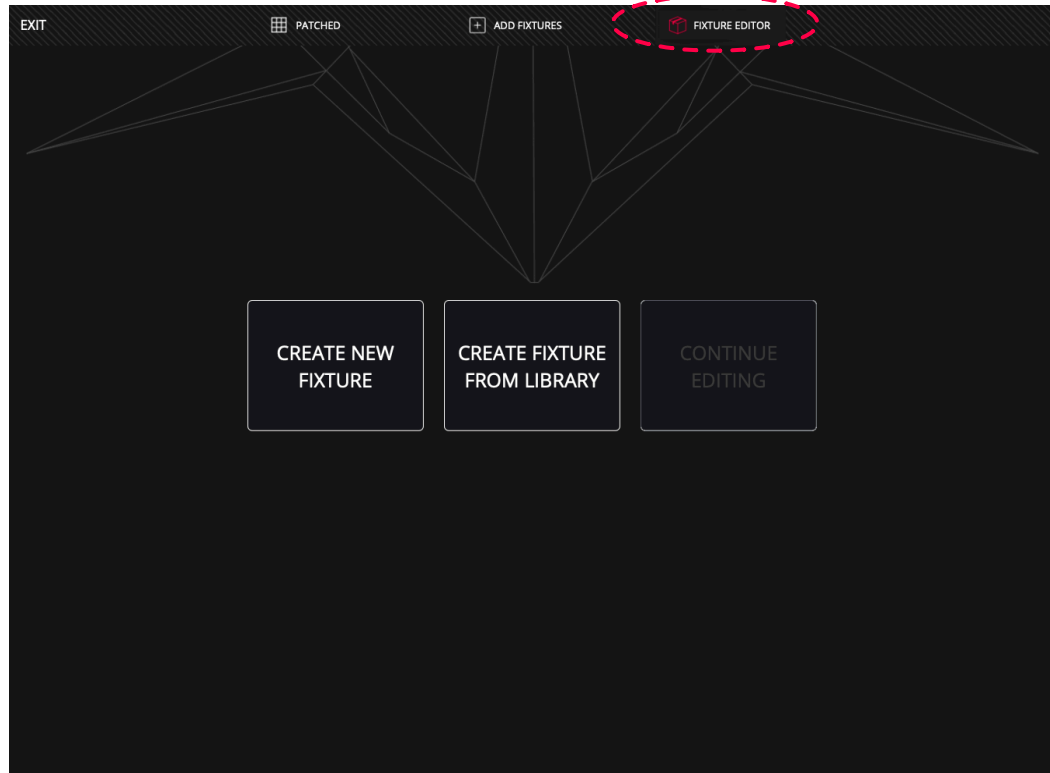 EXIT
PATCHED
ADD FIXTURES
FIXTURE EDITOR
CREATE NEW
FIXTURE
CREATE FIXTURE
FROM LIBRARY
CONTINUE
EDITING